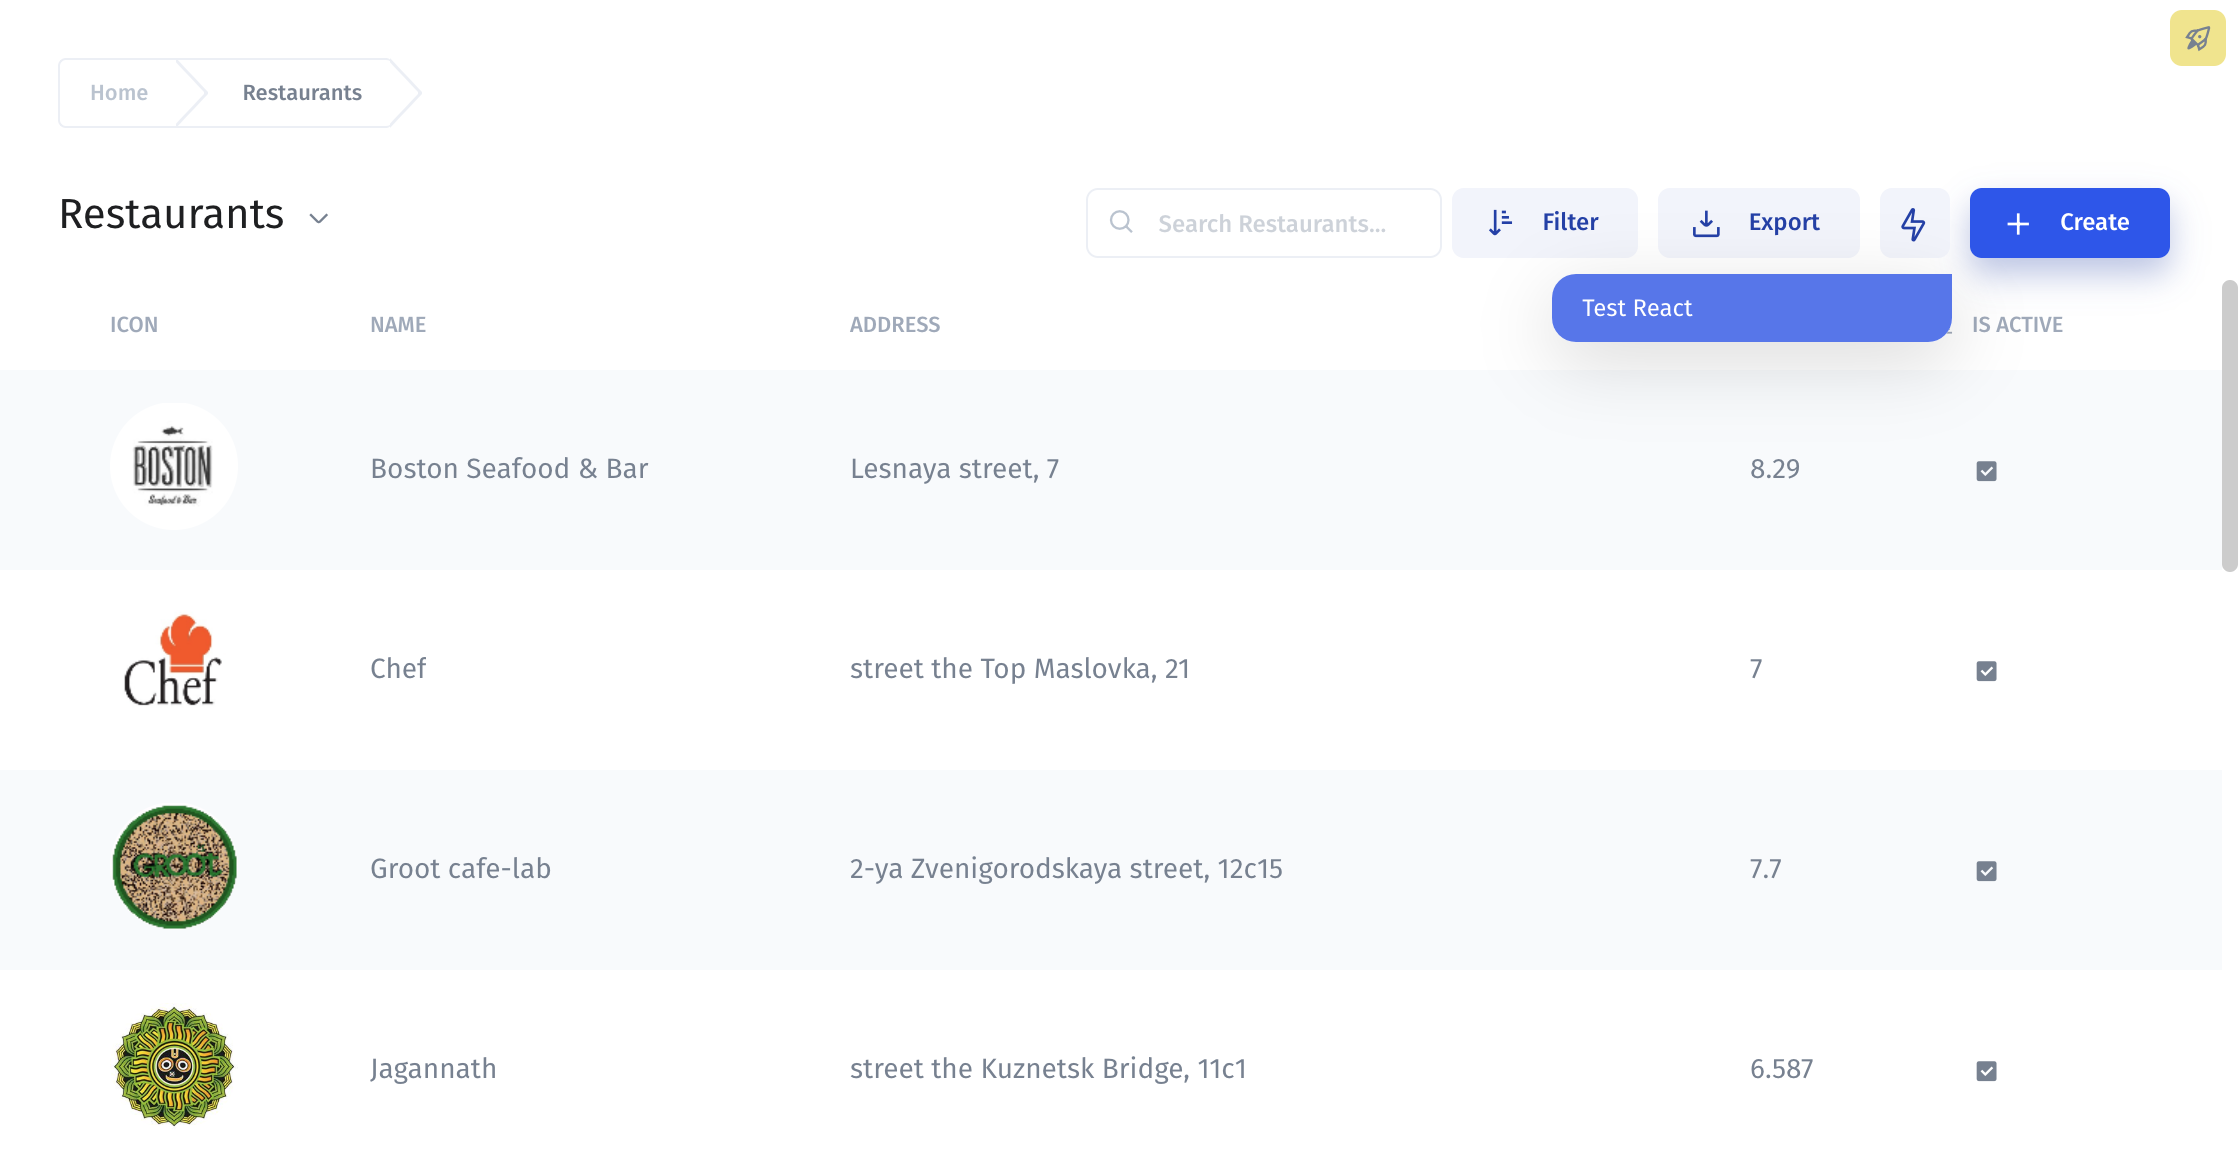 Home
Restaurants
Restaurants
Search Restaurants...
Filter
Export
Create
Test React
ICON
NAME
ADDRESS
IS ACTIVE
BOSTON
Seafood & Bar
Boston Seafood & Bar
Lesnaya street, 7
8.29
Chef
Chef
street the Top Maslovka, 21
7
GROOT
Groot cafe-lab
2-ya Zvenigorodskaya street, 12c15
7.7
Jagannath
street the Kuznetsk Bridge, 11c1
6.587